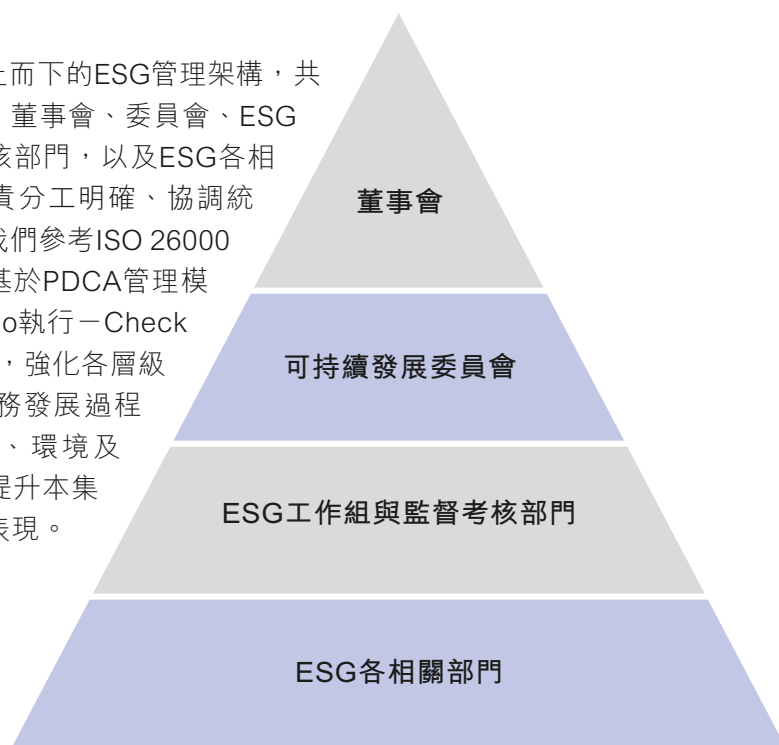 上而下的ESG管理架構，共
董事會、委員會、ESG
核部門，以及ESG各相
責分工明確、協調統
我們參考ISO 26000
基於PDCA管理模
o執行－Check
，強化各層級
務發展過程
、環境及
提升本集
表現。
董事會
可持續發展委員會
ESG工作組與監督考核部門
ESG各相關部門